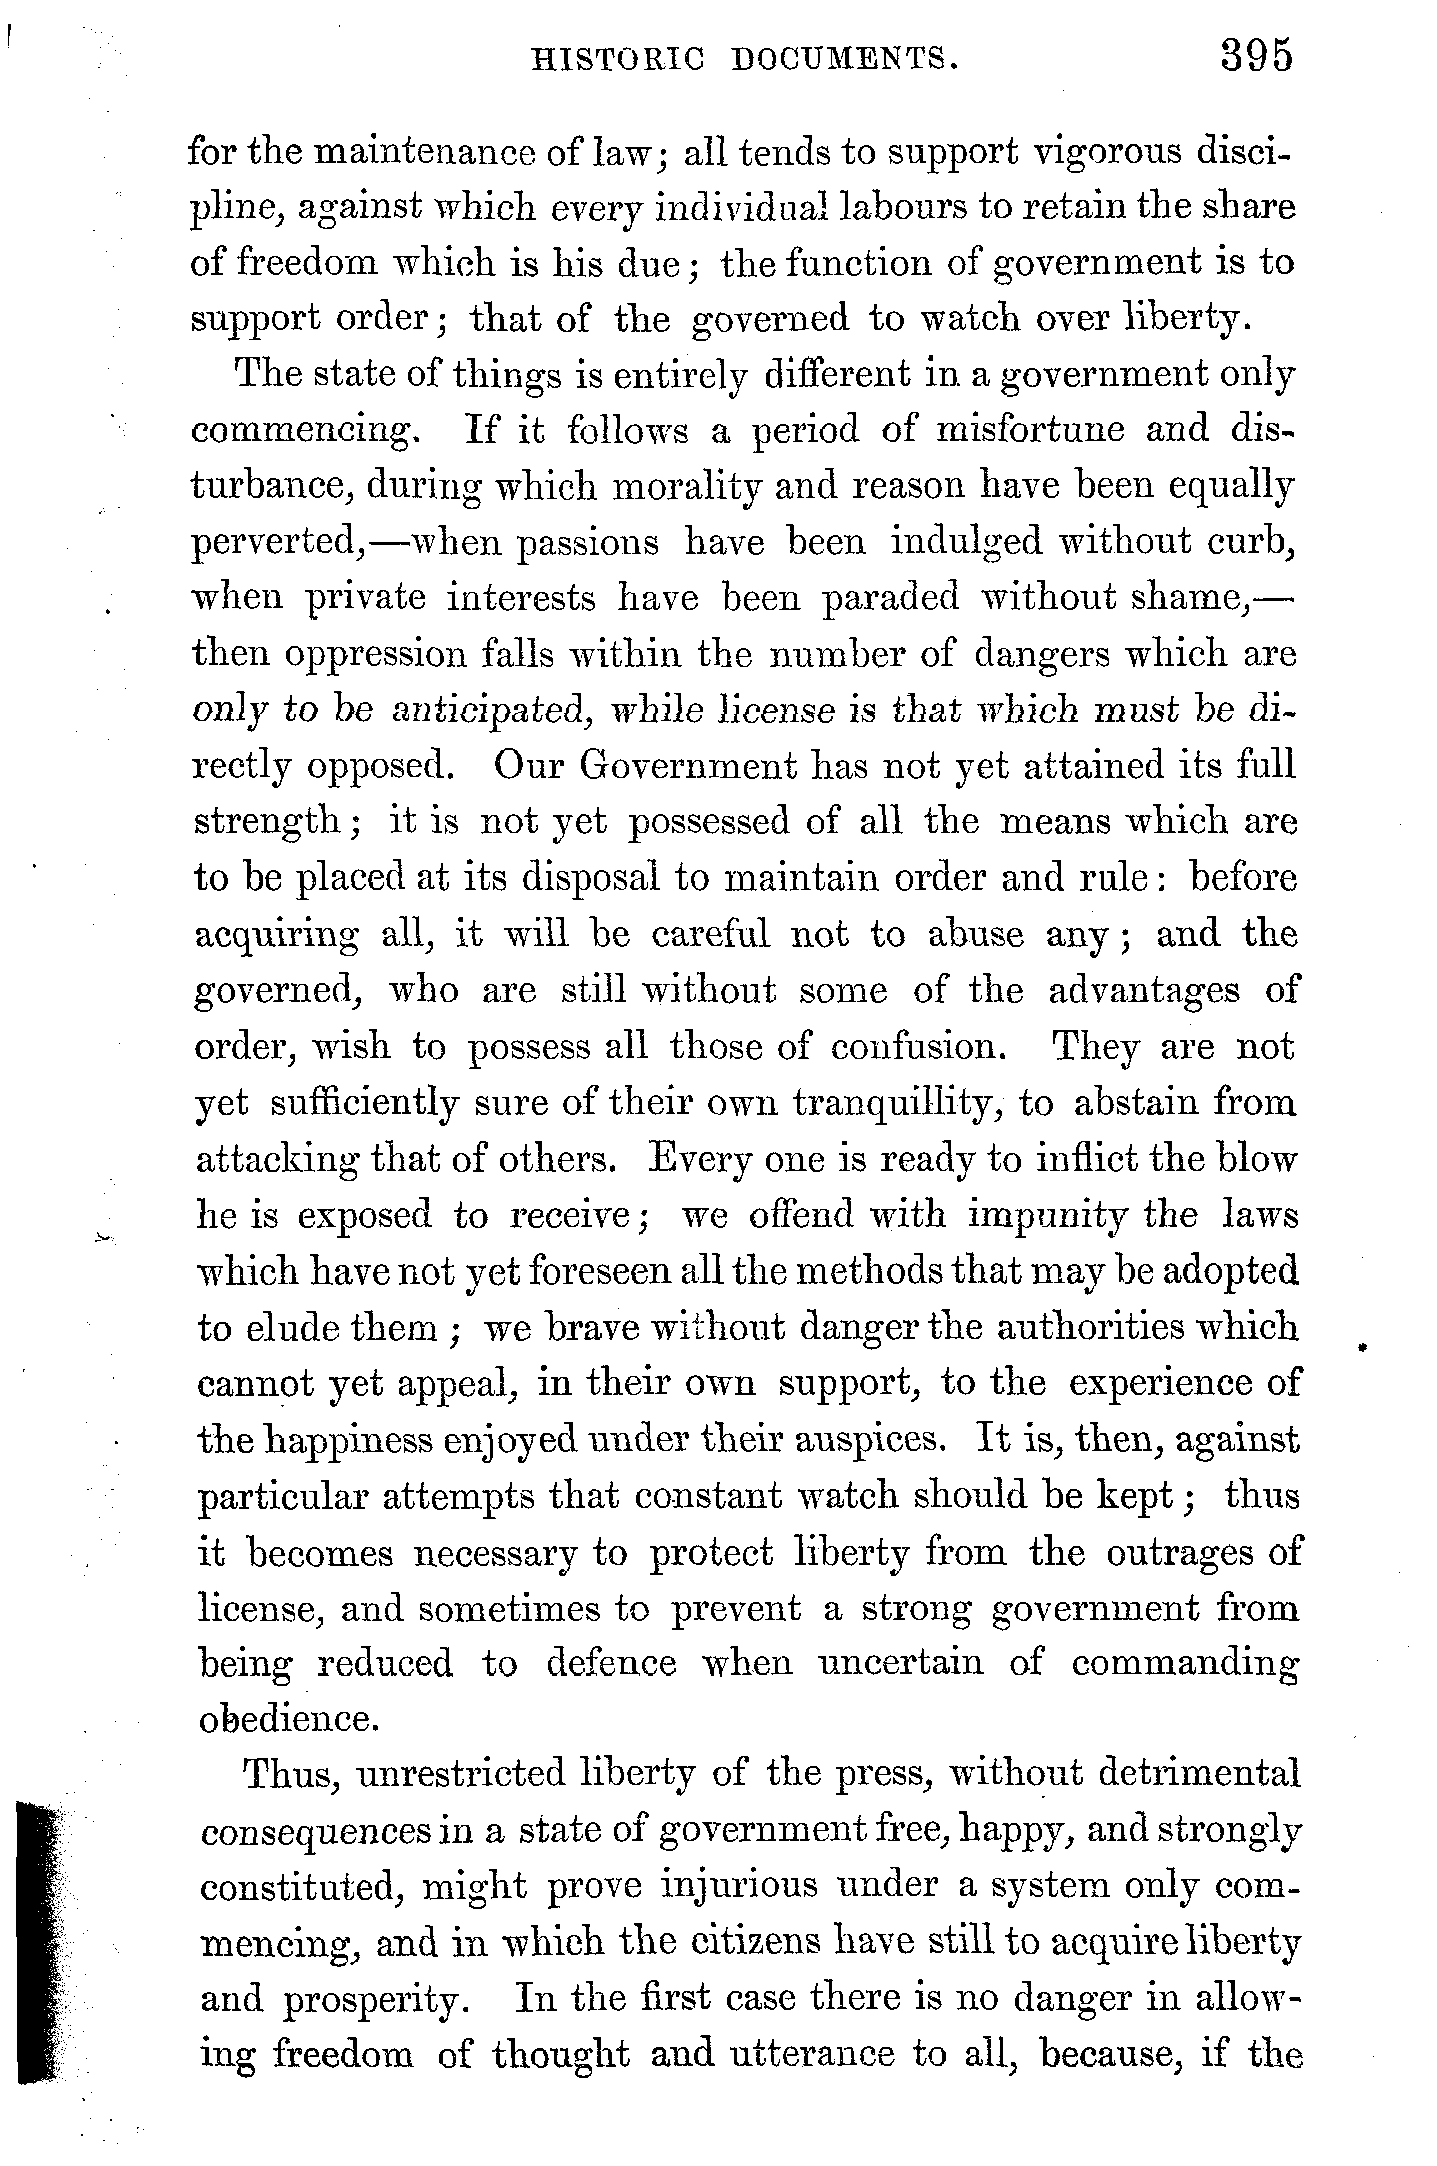 HISTORIC DOCUMENTS. 395
for the maintenance of law; all tends to support vigorous disci-
pline, against which every individual labours to retain the share
of freedom which is his due; the function of government is to
support order; that of the governed to watch over liberty.
The state of things is entirely different in a government only
commencing. If it follows a period of misfortune and dis-
turbance, during which morality and reason have been equally
perverted,—when passions have been indulged without curb,
when private interests have been paraded without shame,—
then oppression falls within the number of dangers which are
only to be anticipated, while license is that which must be di-
rectly opposed. Our Government has not yet attained its full
strength; it is not yet possessed of all the means which are
to be placed at its disposal to maintain order and rule: before
acquiring all, it will be careful not to abuse any; and the
governed, who are still without some of the advantages of
order, wish to possess all those of confusion. They are not
yet sufficiently sure of their own tranquillity, to abstain from
attacking that of others. Every one is ready to inflict the blow
he is exposed to receive; we offend with impunity the laws
which have not yet foreseen all the methods that may be adopted
to elude them; we brave without danger the authorities which
cannot yet appeal, in their own support, to the experience of
the happiness enjoyed under their auspices. It is, then, against
particular attempts that constant watch should be kept; thus
it becomes necessary to protect liberty from the outrages of
license, and sometimes to prevent a strong government from
being reduced to defence when uncertain of commanding
obedience.
Thus, unrestricted liberty of the press, without detrimental
consequences in a state of government free, happy, and strongly
constituted, might prove injurious under a system only com-
mencing, and in which the citizens have still to acquire liberty
and prosperity. In the first case there is no danger in allow-
ing freedom of thought and utterance to all, because, if the